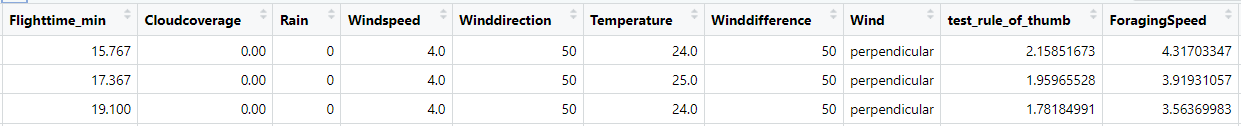 Flighttime_min Cloudcoverage Rain Windspeed Winddirection Temperature Winddifference Wind test_rule_of_thumb ForagingSpeed
15.767 0.00 0 4.0 50 24.0 50 perpendicular 2.15851673 4.31703347
17.367 0.00 0 4.0 50 25.0 50 perpendicular 1.95965528 3.91931057
19.100 0.00 0 4.0 50 24.0 50 perpendicular 1.78184991 3.56369983